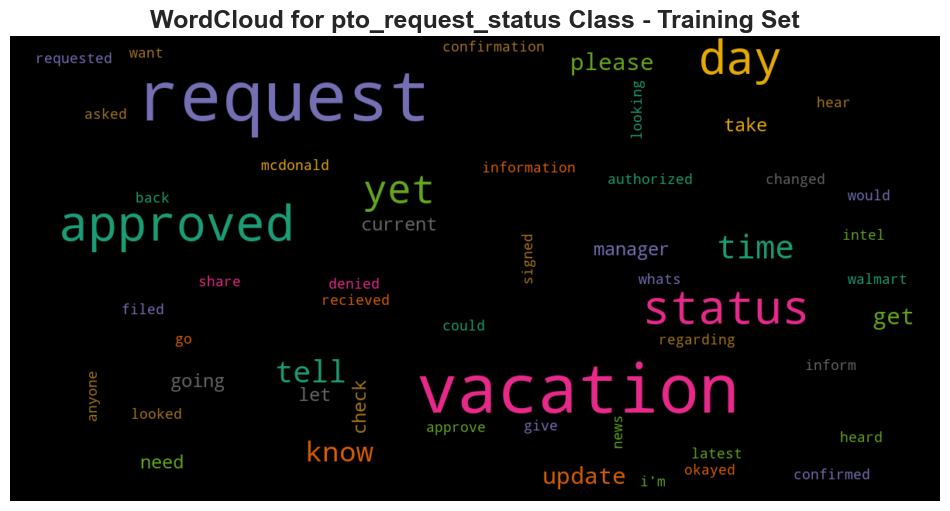 WordCloud for pto_request_status Class - Training Set
requested
want
confirmation
please
day
request
looking
hear
asked
take
mcdonald
information
yet
authorized
changed
back
would
approved
current
signed
manager
time
intel
share
denied
whats
walmart
recieved
status
filed
could
get
go
regarding
tell
inform
going
vacation
anyone
let
check
looked
approve
give
news
heard
know
latest
need
update
okayed
i'm
confirmed